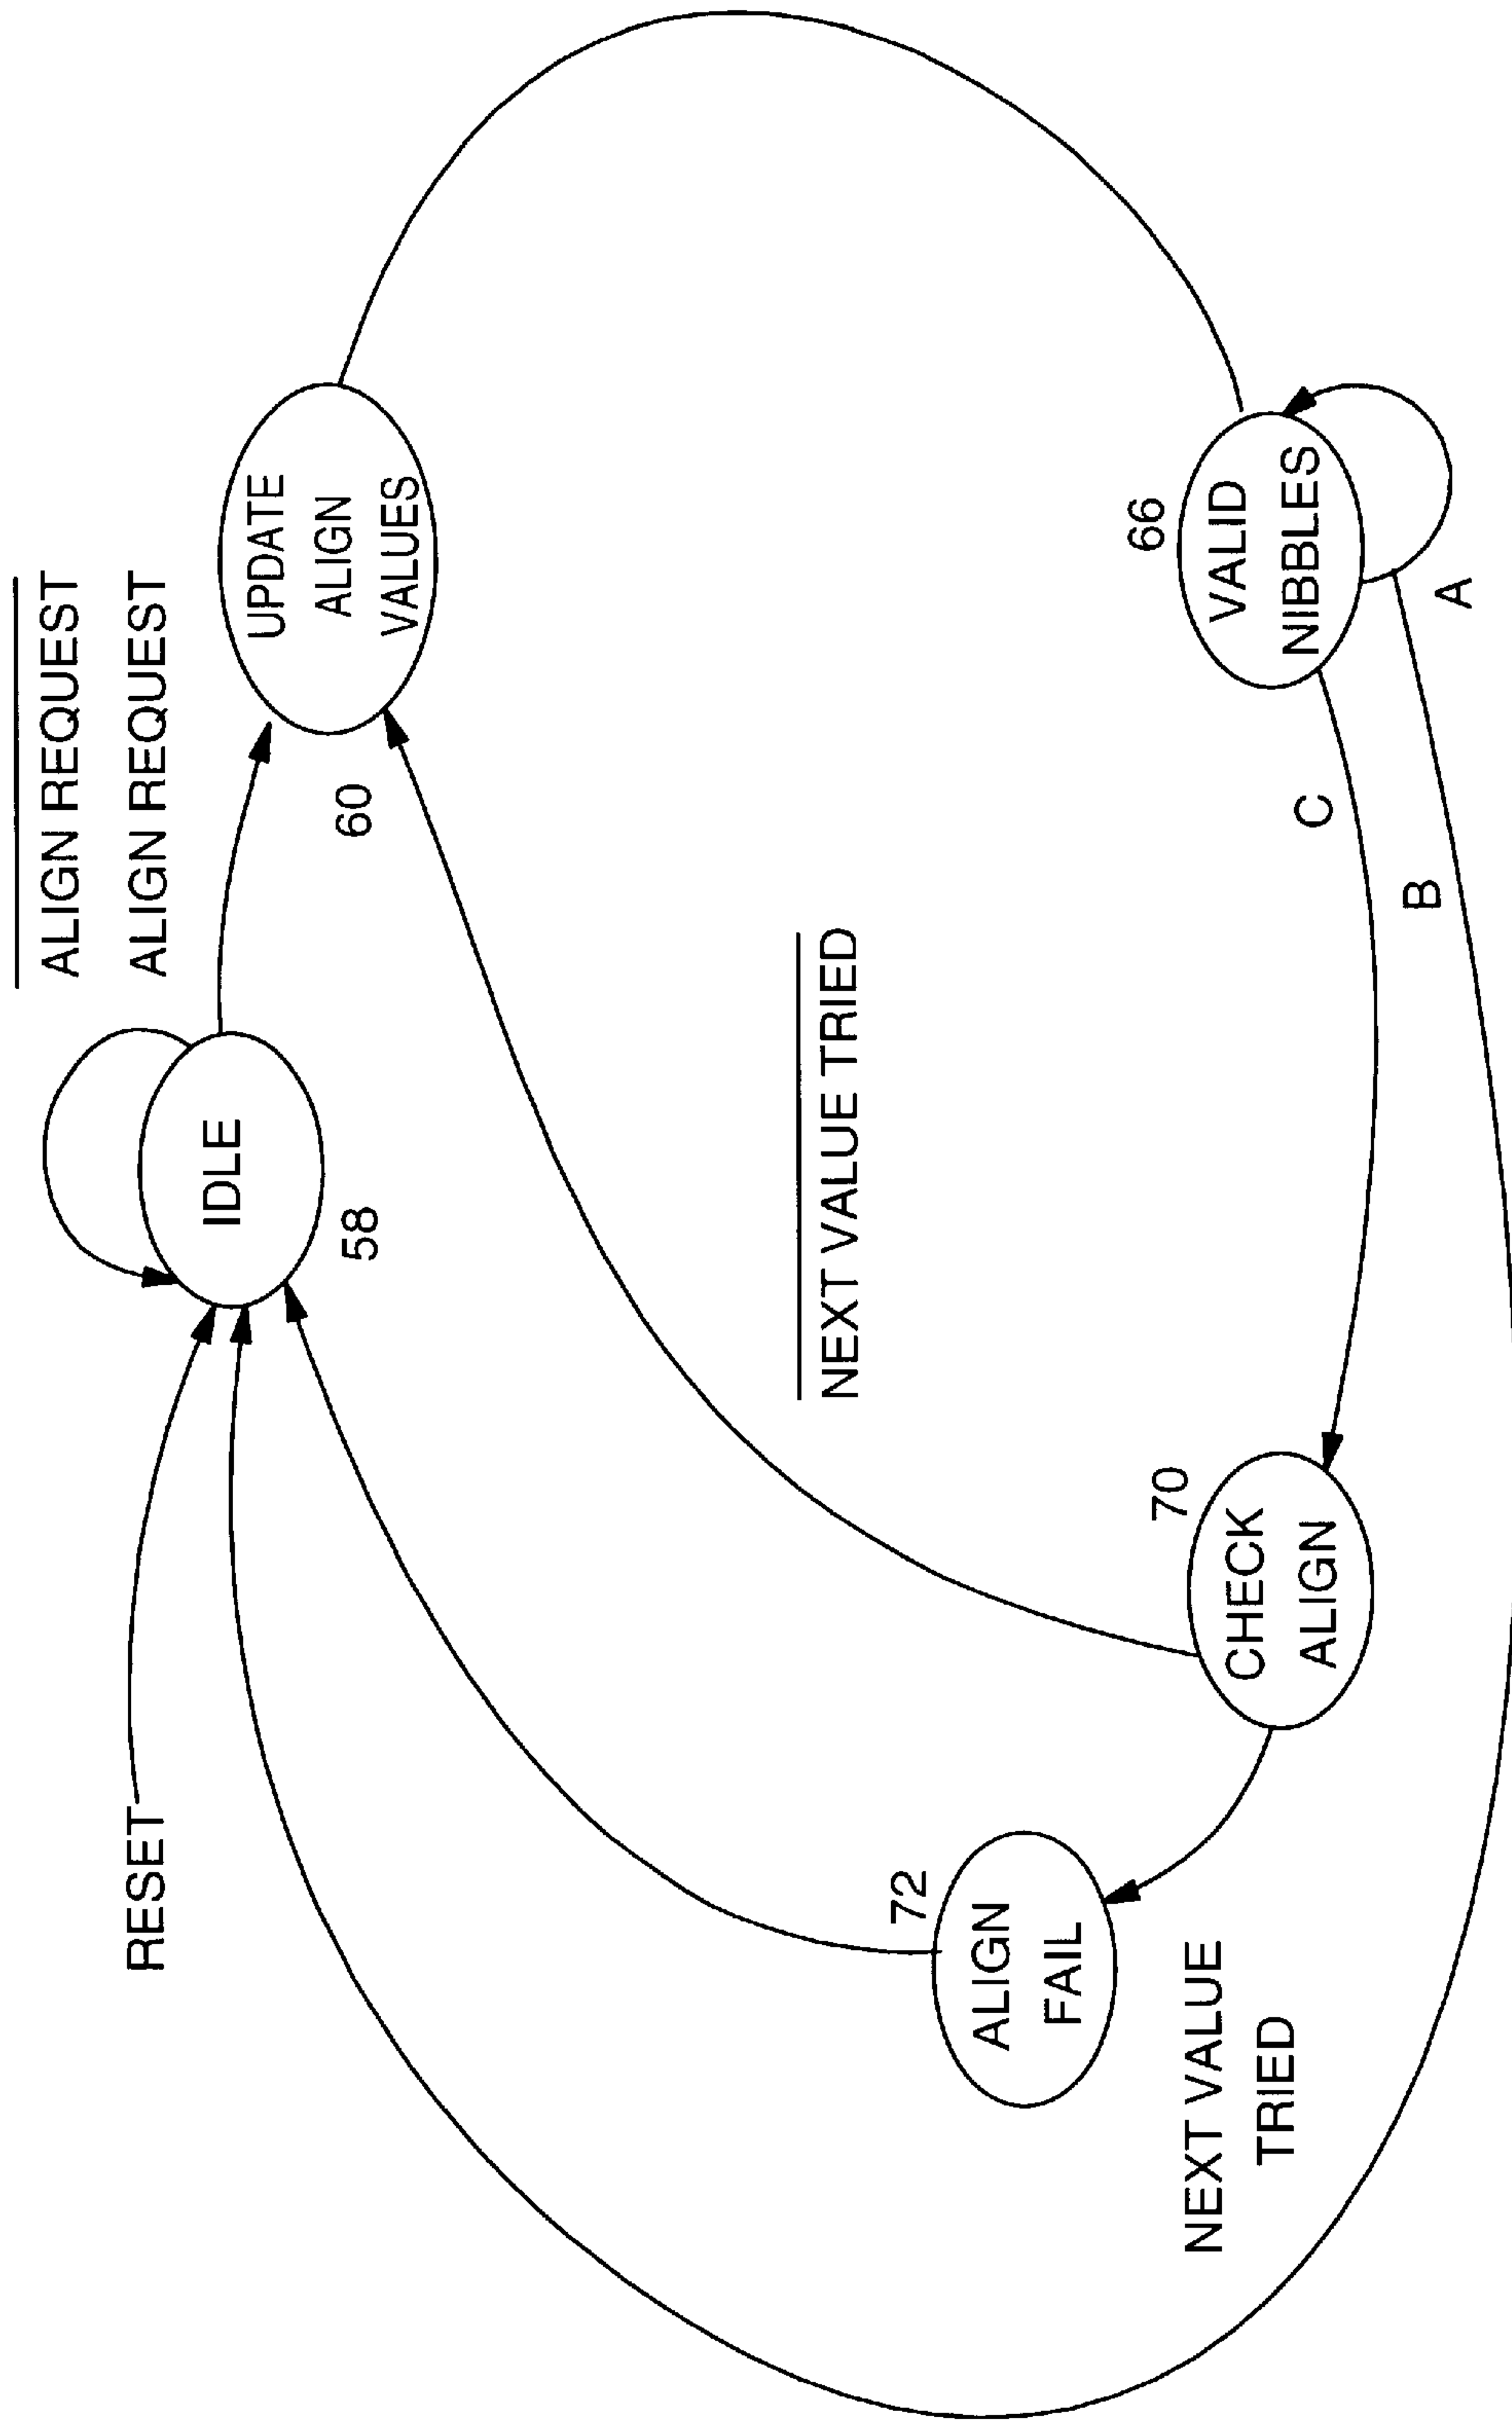 ALIGN REQUEST
ALIGN REQUEST
RESET
IDLE
58
UPDATE
ALIGN
VALUES
60
NEXT VALUE TRIED
72
ALIGN
FAIL
NEXT VALUE
TRIED
70
CHECK
ALIGN
66
VALID
NIBBLES
C
B
A